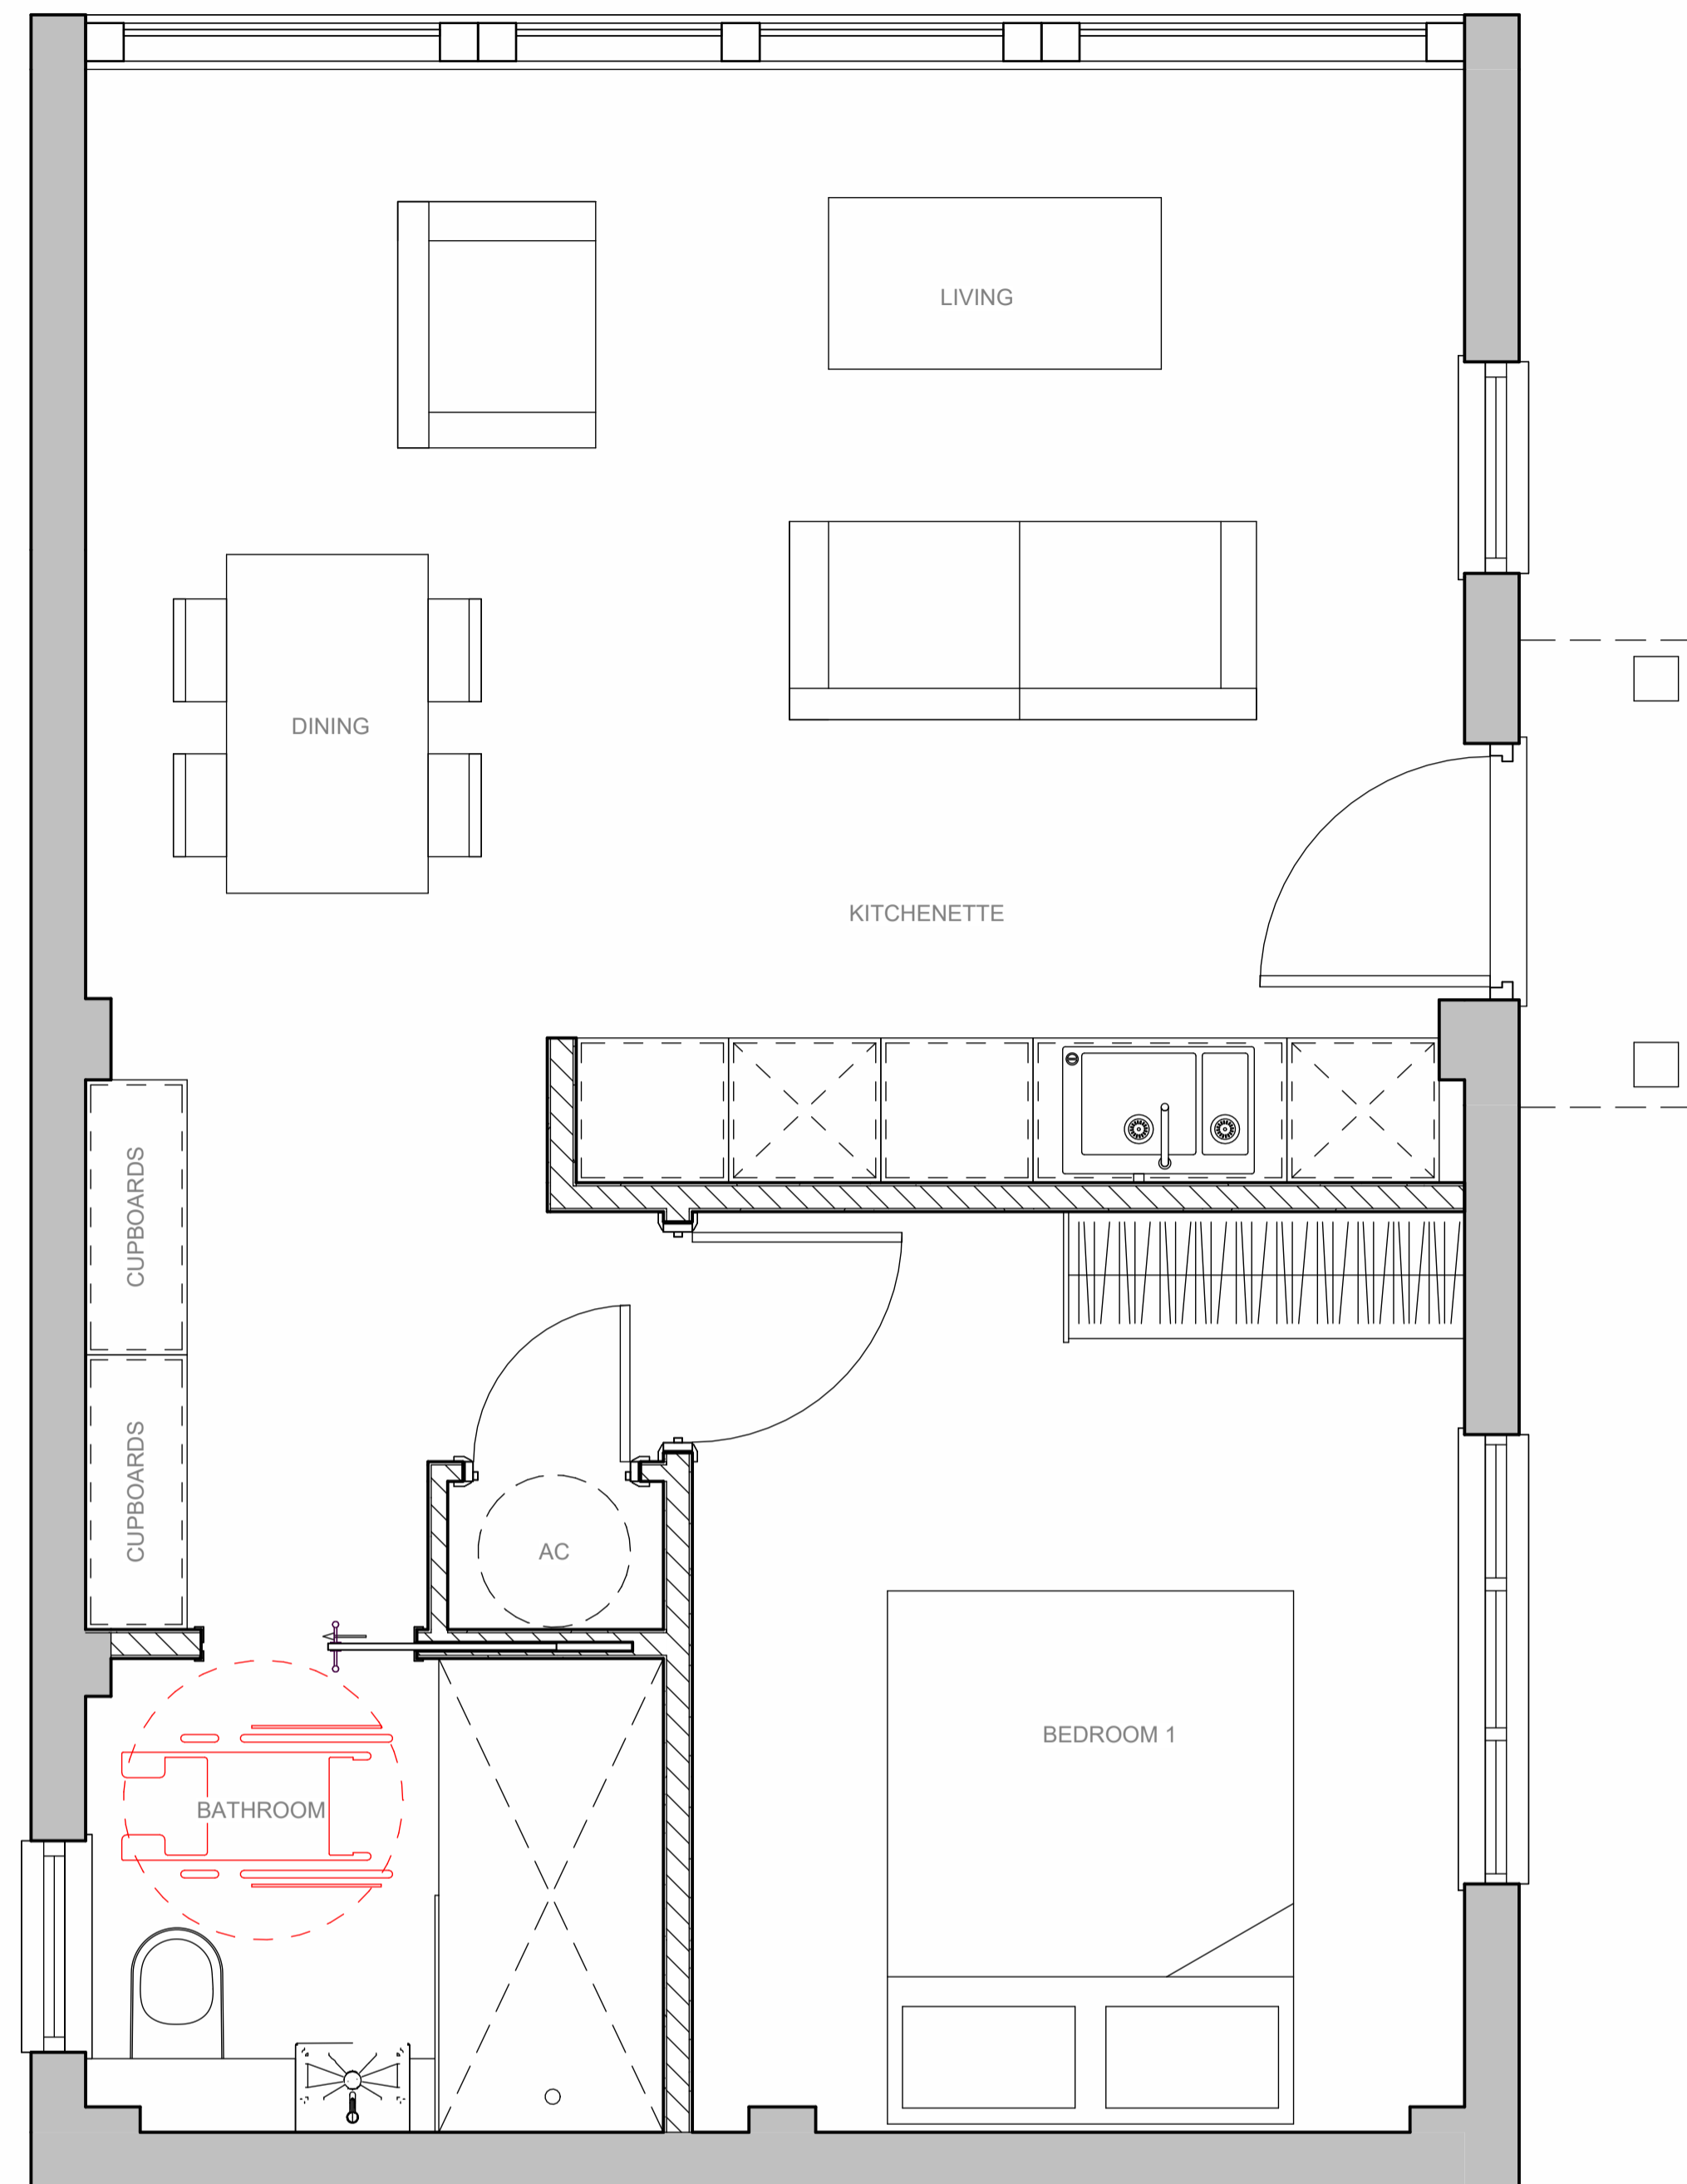 LIVING
DINING
KITCHENETTE
CUPBOARDS
CUPBOARDS
AC
BEDROOM 1
BATHROOM